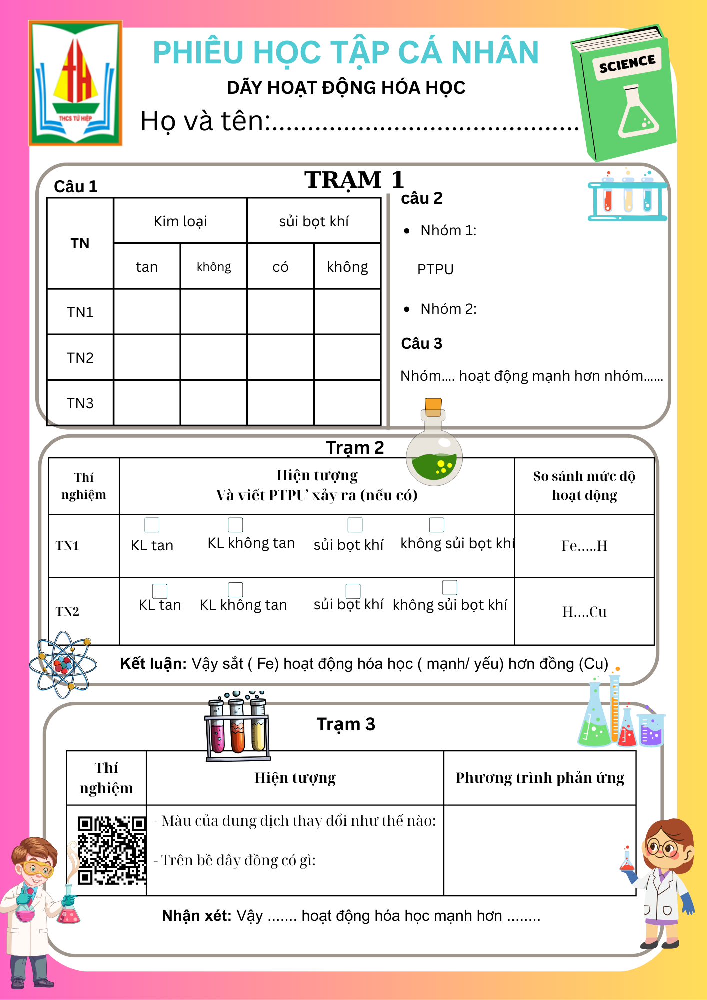 THCS TỨ HIỆP
PHIẾU HỌC TẬP CÁ NHÂN
DÃY HOẠT ĐỘNG HÓA HỌC
Họ và tên:............................................
SCIENCE
TRẠM 1
Câu 1
TN
Kim loại
sủi bọt khí
tan
không
có
không
TN1
TN2
TN3
câu 2
• Nhóm 1:
PTPU
• Nhóm 2:
Câu 3
Nhóm.... hoạt động mạnh hơn nhóm......
Trạm 2
Thí
nghiệm
Hiện tượng
Và viết PTPƯ xảy ra (nếu có)
So sánh mức độ
hoạt động
TN1
KL tan
KL không tan
sủi bọt khí
không sủi bọt khí
Fe.....H
TN2
KL tan
KL không tan
sủi bọt khí
không sủi bọt khí
H....Cu
Kết luận: Vậy sắt ( Fe) hoạt động hóa học ( mạnh/ yếu) hơn đồng (Cu)
Trạm 3
Thí
nghiệm
Hiện tượng
Phương trình phản ứng
- Màu của dung dịch thay đổi như thế nào:
- Trên bề dây đồng có gì:
Nhận xét: Vậy ....... hoạt động hóa học mạnh hơn ........